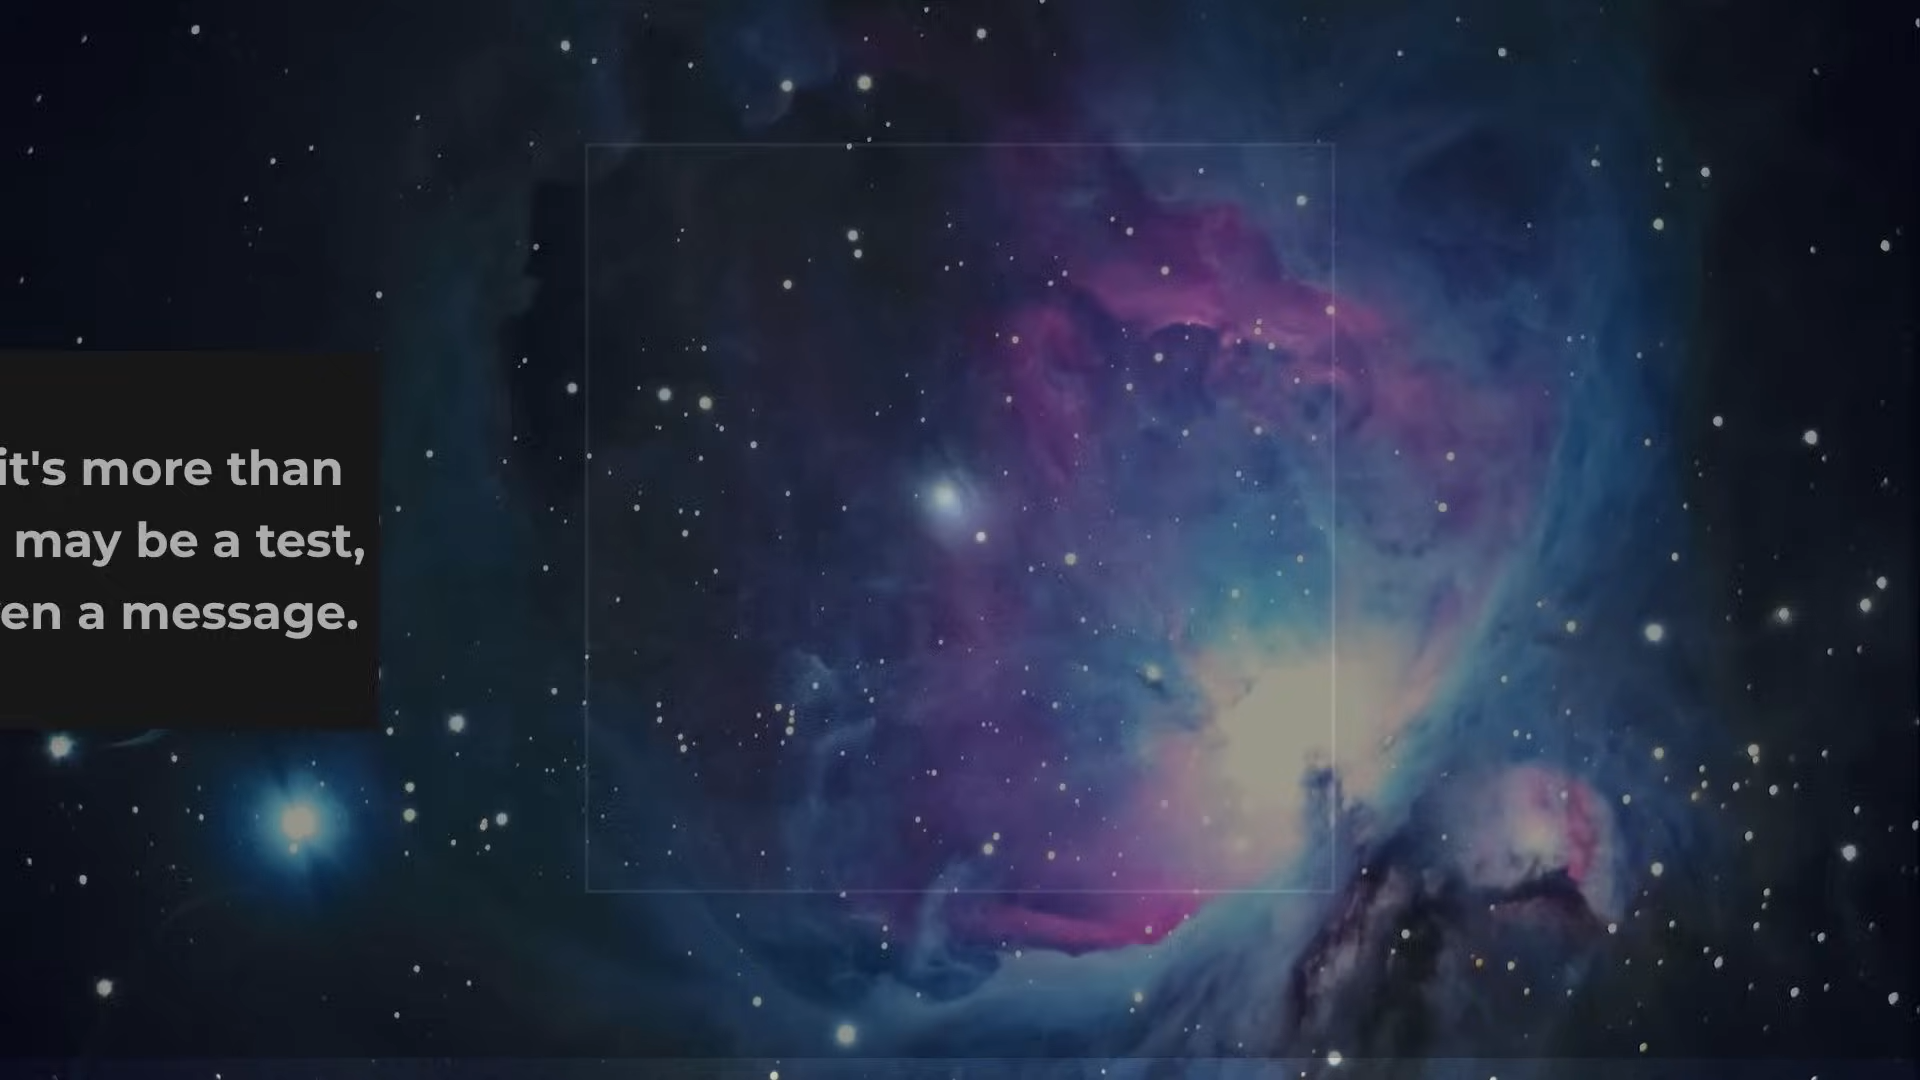 it's more than
may be a test,
en a message.